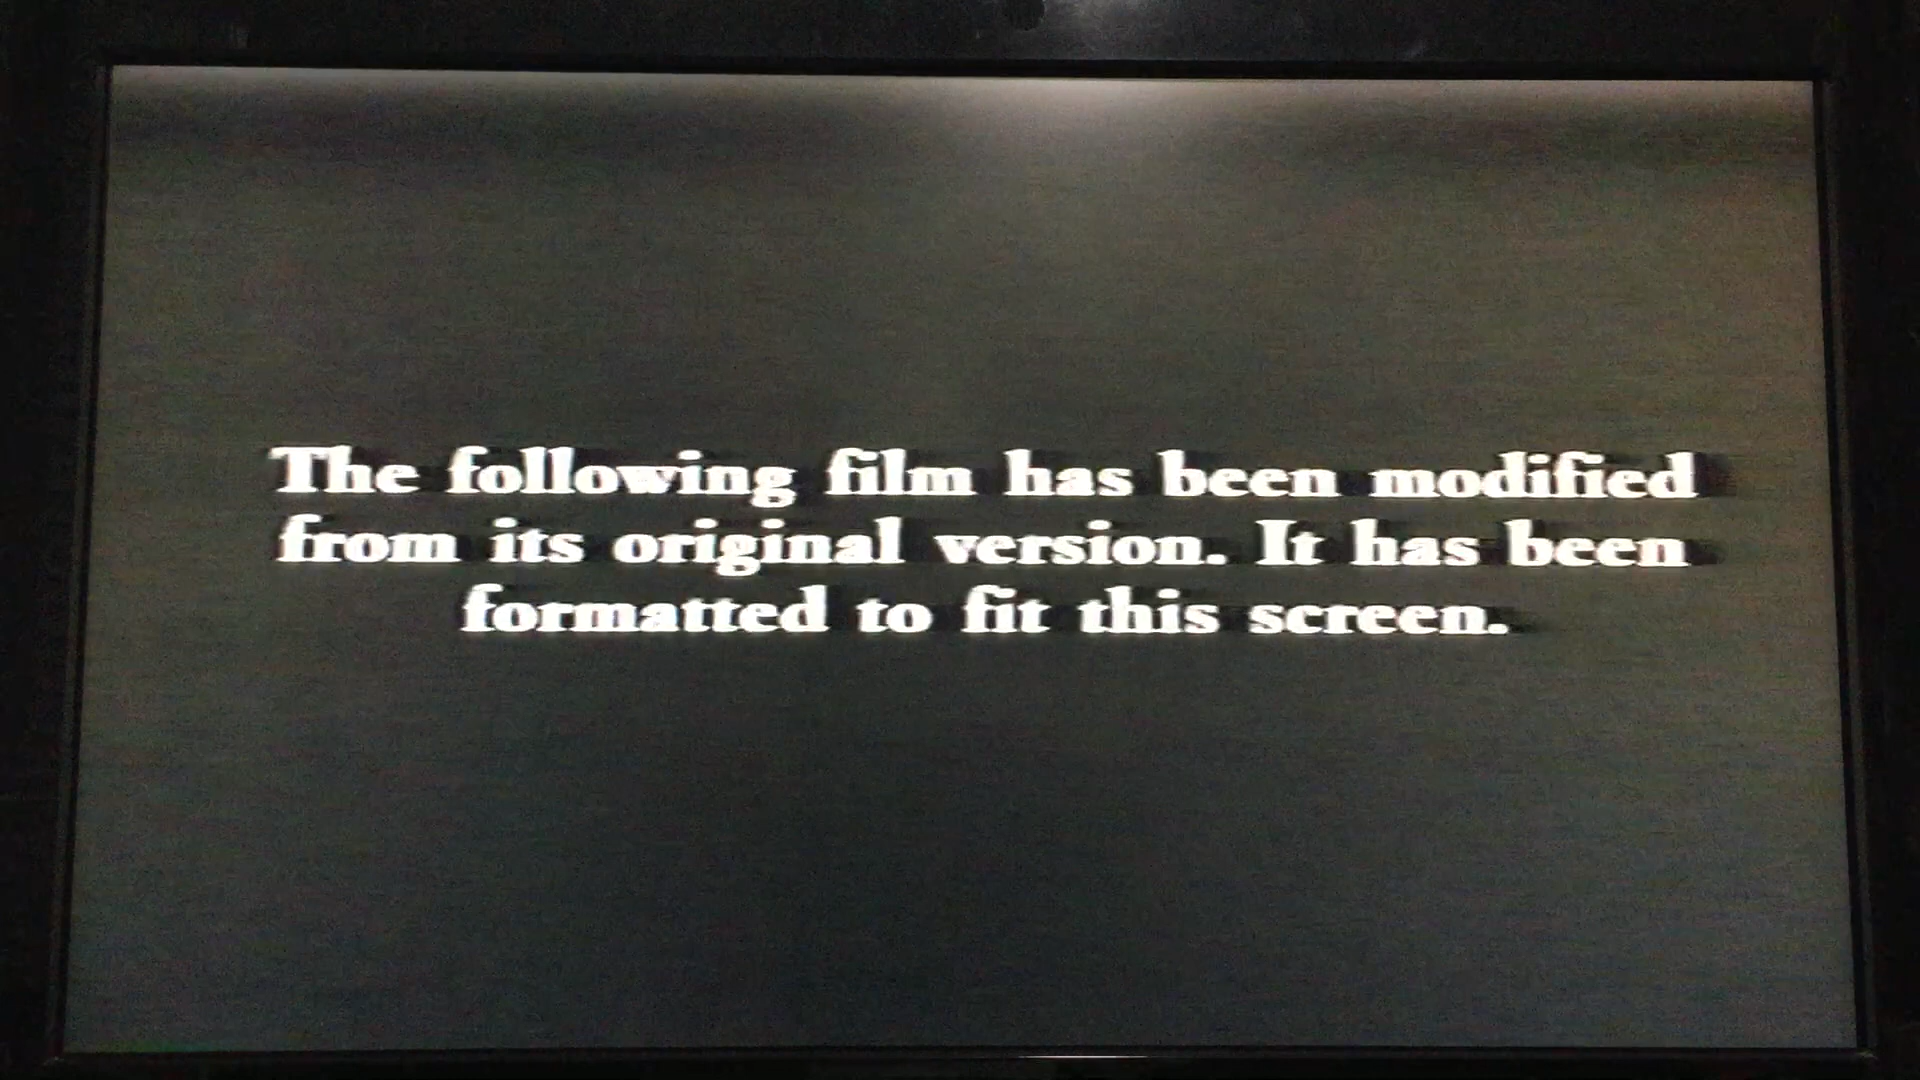 The following film has been modified
from its original version. It has been
formatted to fit this screen.